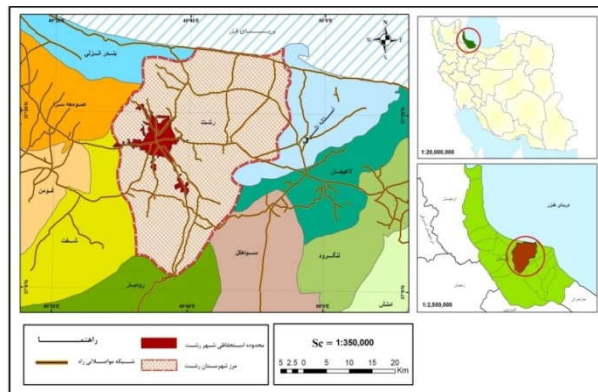 دریای خزر
بندر انزلی
صومعه سرا
رشت
آستانه اشرفیه
لاهیجان
فومن
شفت
لنگرود
سیاهکل
رودبار
املش
N
1:20,000,000
دریای خزر
اردبیل
زنجان
1:2,500,000
راهنما
محدوده استحفاظی شهر رشت
شبکه مواصلاتی راه
مرز شهرستان رشت
Sc = 1:350,000
5 2.5 0 5 10 15 20
Km